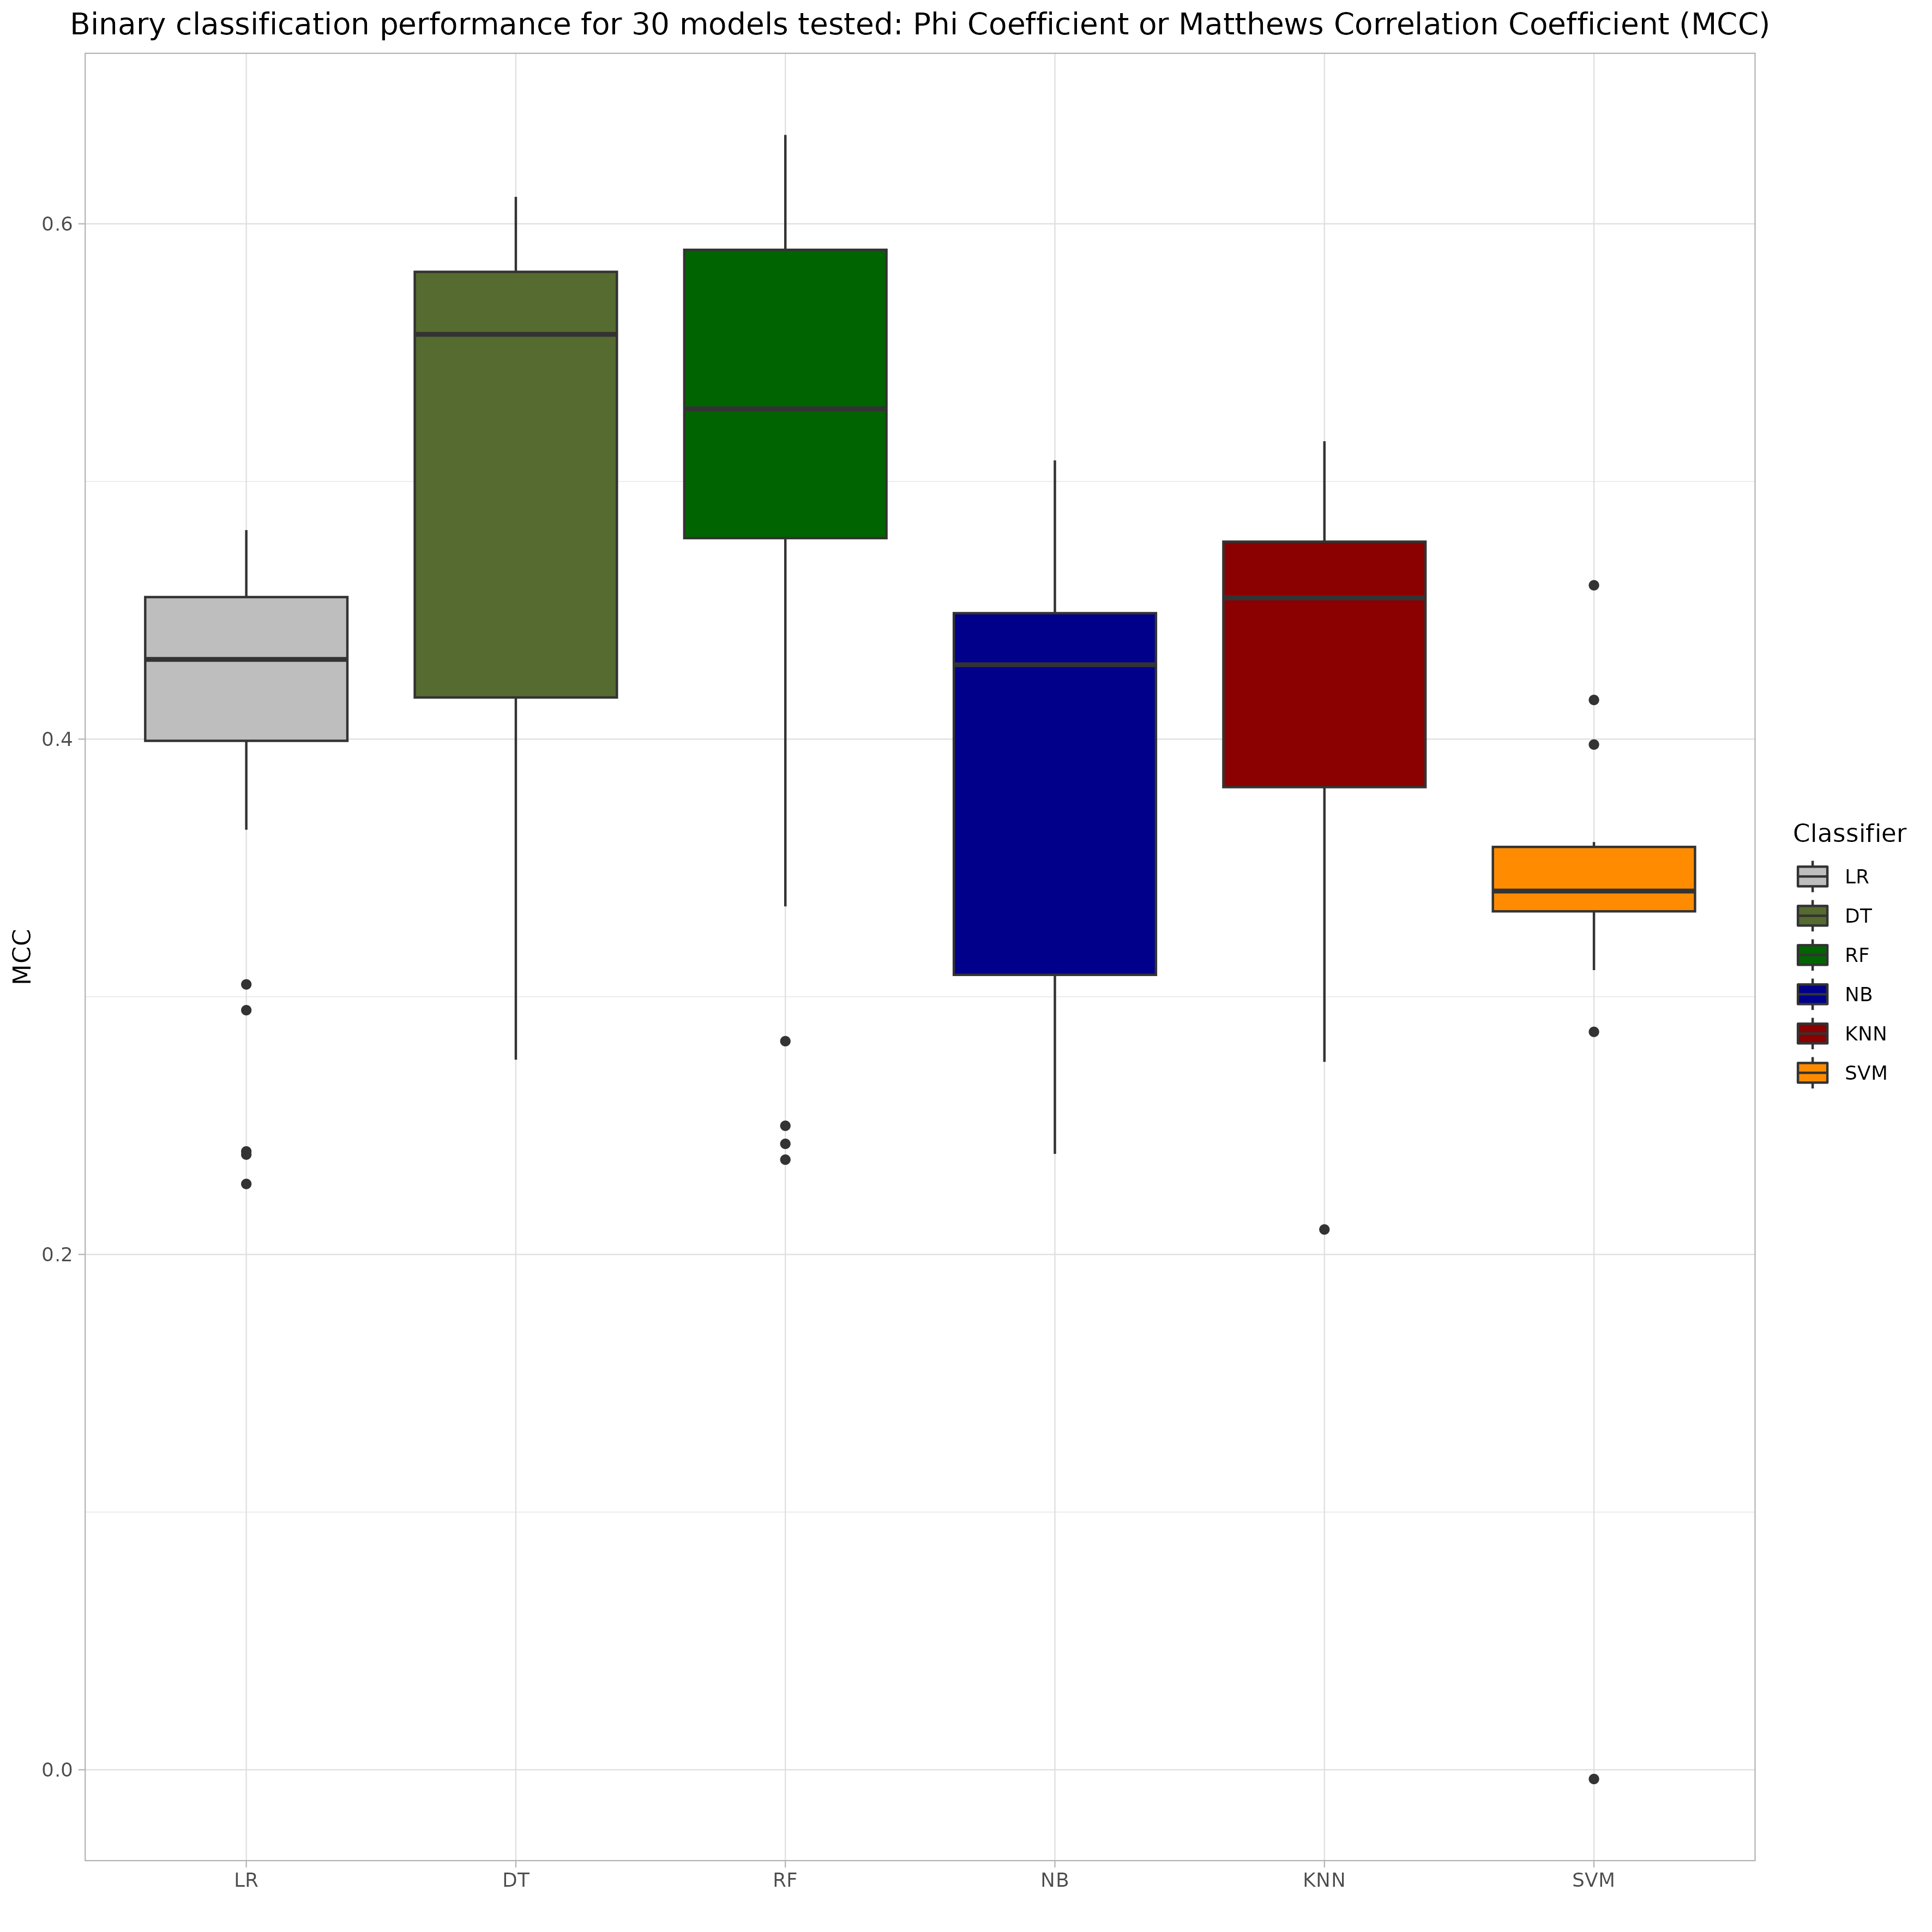 Binary classification performance for 30 models tested: Phi Coefficient or Matthews Correlation Coefficient (MCC)
0.6
0.4
0.2
0.0
MCC
LR
DT
RF
NB
KNN
SVM
Classifier
LR
DT
RF
NB
KNN
SVM